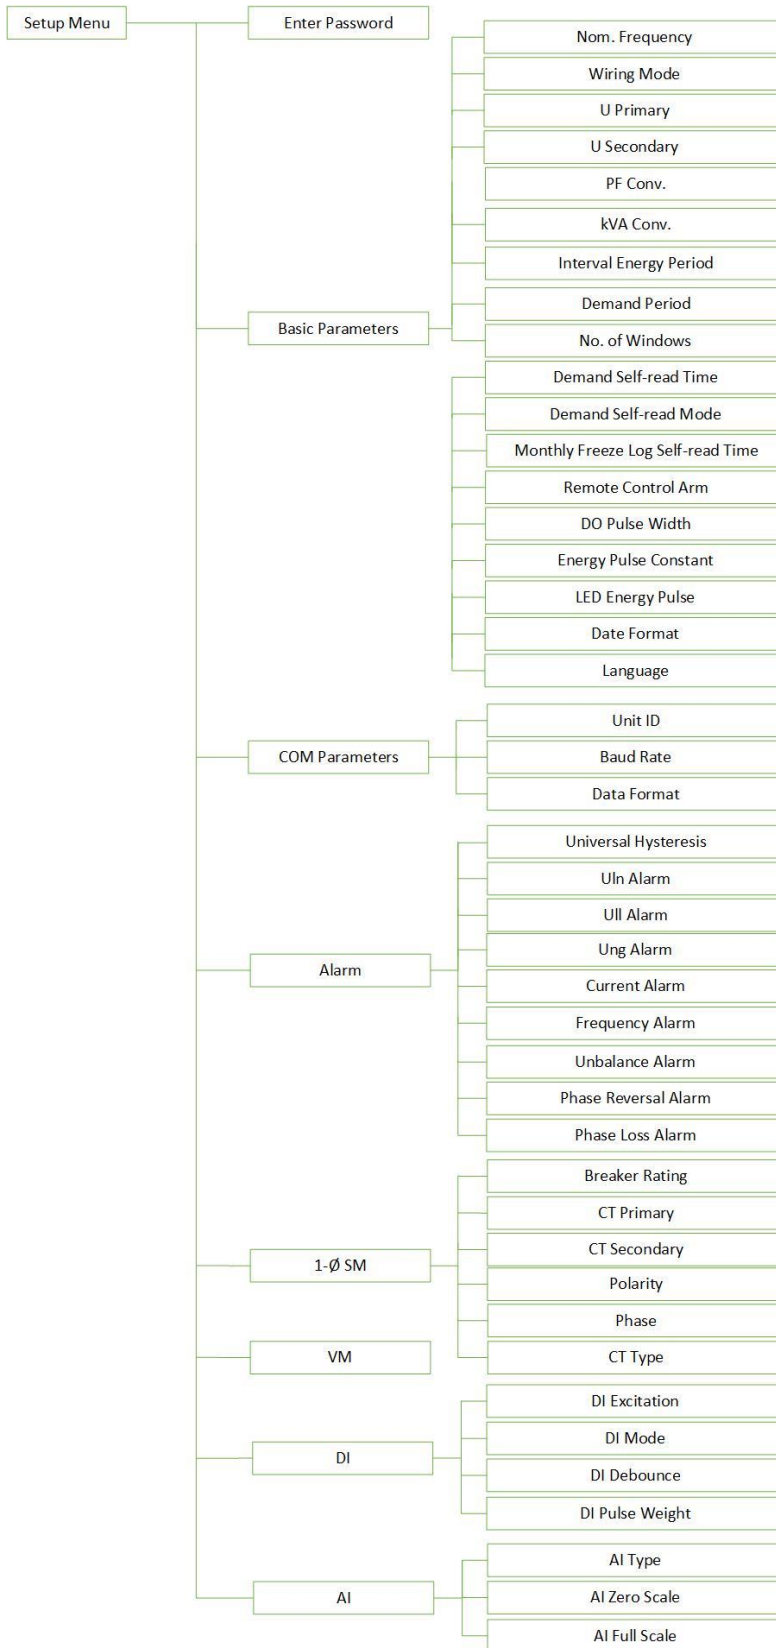 Setup Menu
Enter Password
Nom. Frequency
Wiring Mode
U Primary
U Secondary
PF Conv.
kVA Conv.
Interval Energy Period
Demand Period
Basic Parameters
No. of Windows
Demand Self-read Time
Demand Self-read Mode
Monthly Freeze Log Self-read Time
Remote Control Arm
DO Pulse Width
Energy Pulse Constant
LED Energy Pulse
Date Format
Language
Unit ID
COM Parameters
Baud Rate
Data Format
Universal Hysteresis
Uln Alarm
Ull Alarm
Ung Alarm
Alarm
Current Alarm
Frequency Alarm
Unbalance Alarm
Phase Reversal Alarm
Phase Loss Alarm
Breaker Rating
CT Primary
CT Secondary
1-Ø SM
Polarity
Phase
VM
CT Type
DI Excitation
DI Mode
DI
DI Debounce
DI Pulse Weight
AI Type
AI
AI Zero Scale
AI Full Scale